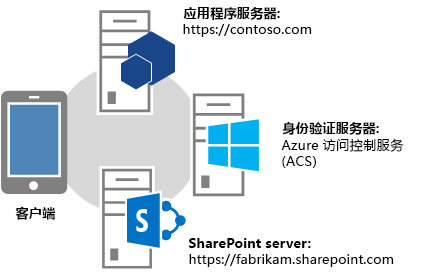 应用程序服务器:
https://contoso.com
身份验证服务器:
Azure 访问控制服务
(ACS)
客户端
S
SharePoint server:
https://fabrikam.sharepoint.com